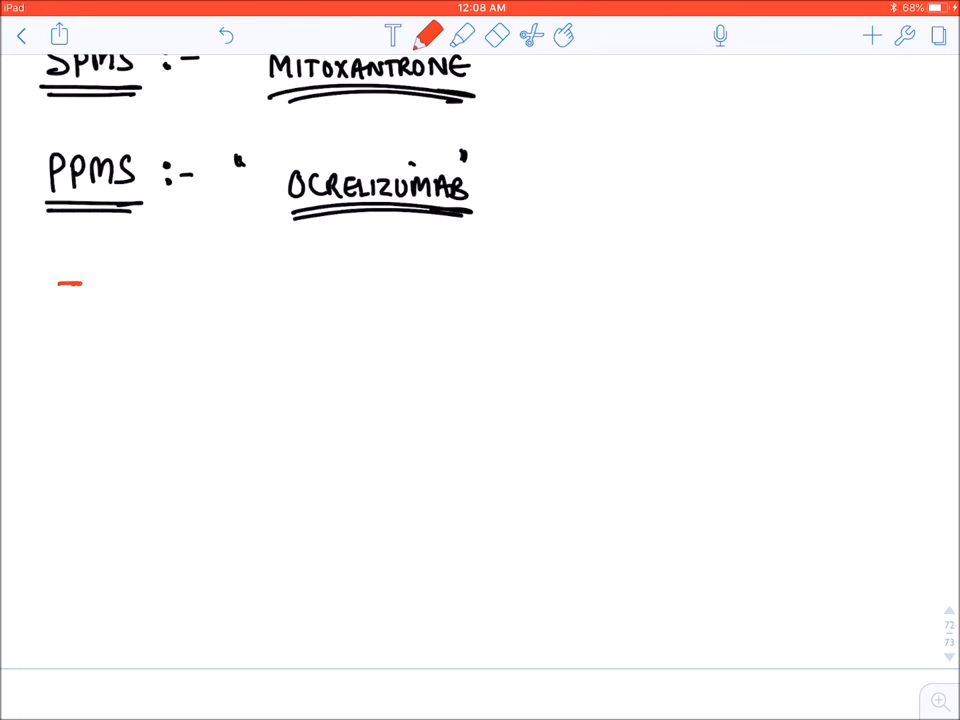 iPad 12:08 AM 68%
T
SPMS :- MITOXANTRONE
PPMS :- " OCRELIZUMAB "
72
73